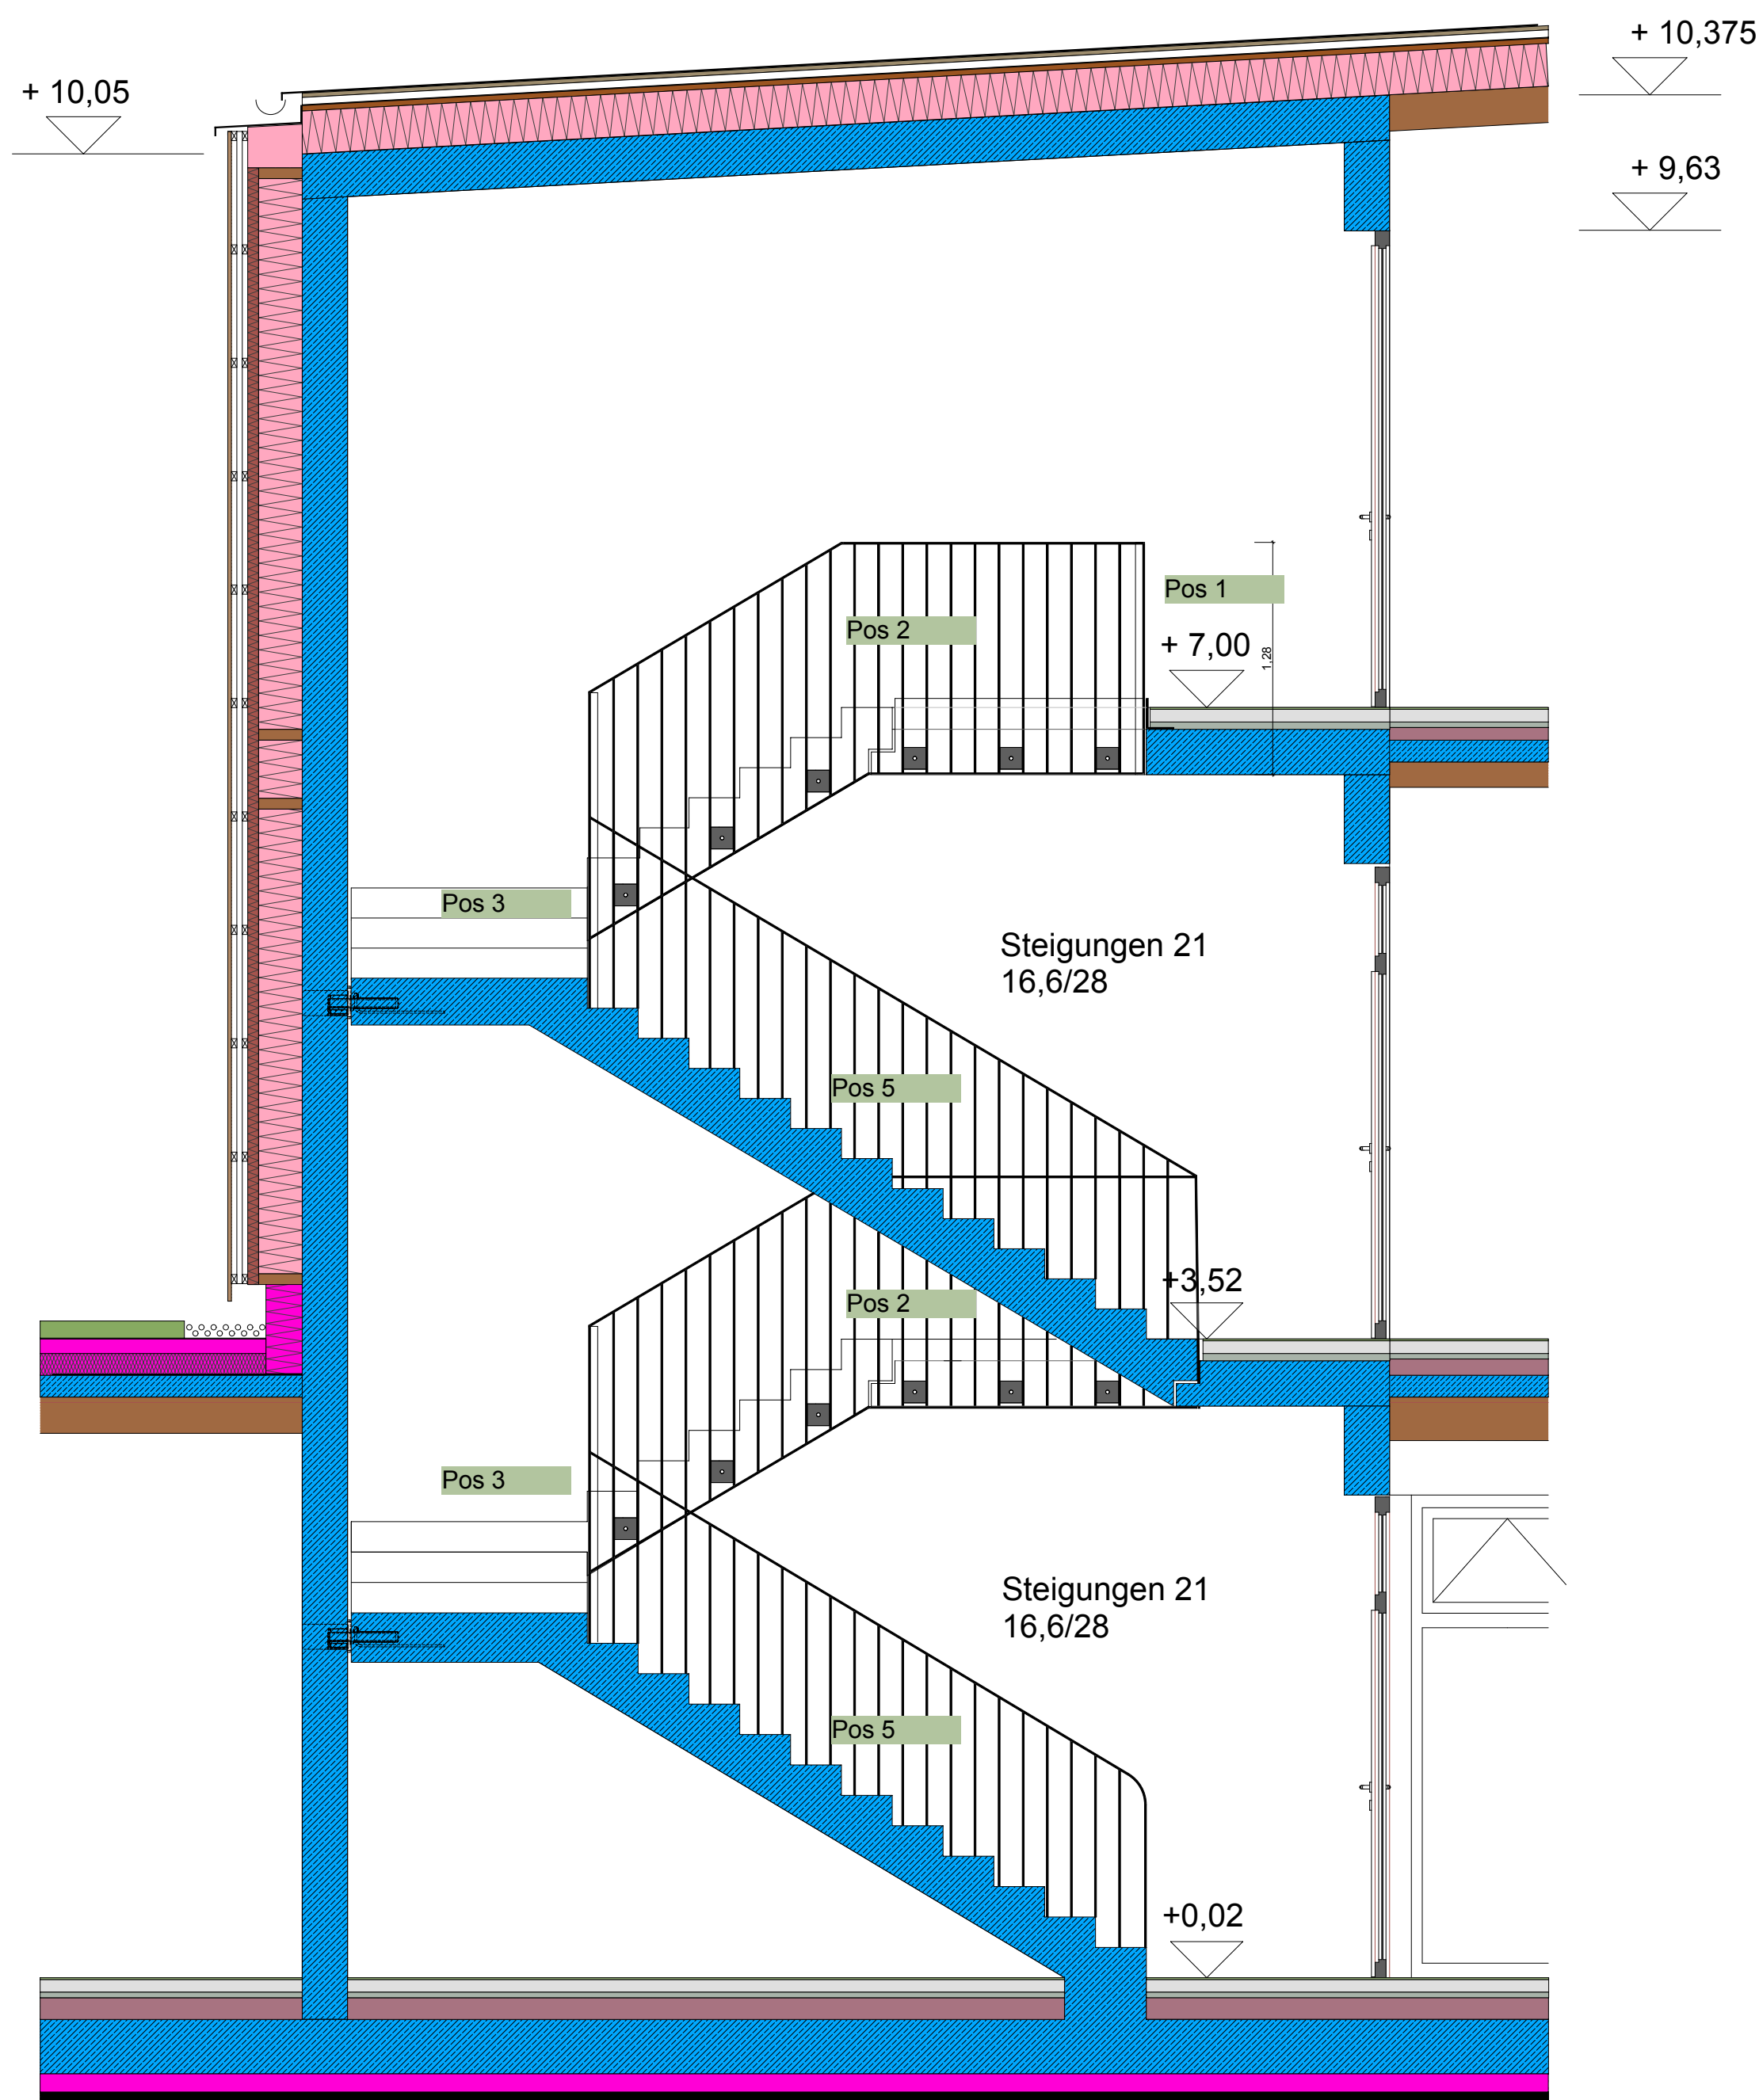 + 10,375
+ 10,05
+ 9,63
Pos 1
Pos 2
+ 7,00
1,28
Pos 3
Steigungen 21
16,6/28
Pos 5
+3,52
Pos 2
Pos 3
Steigungen 21
16,6/28
Pos 5
+0,02